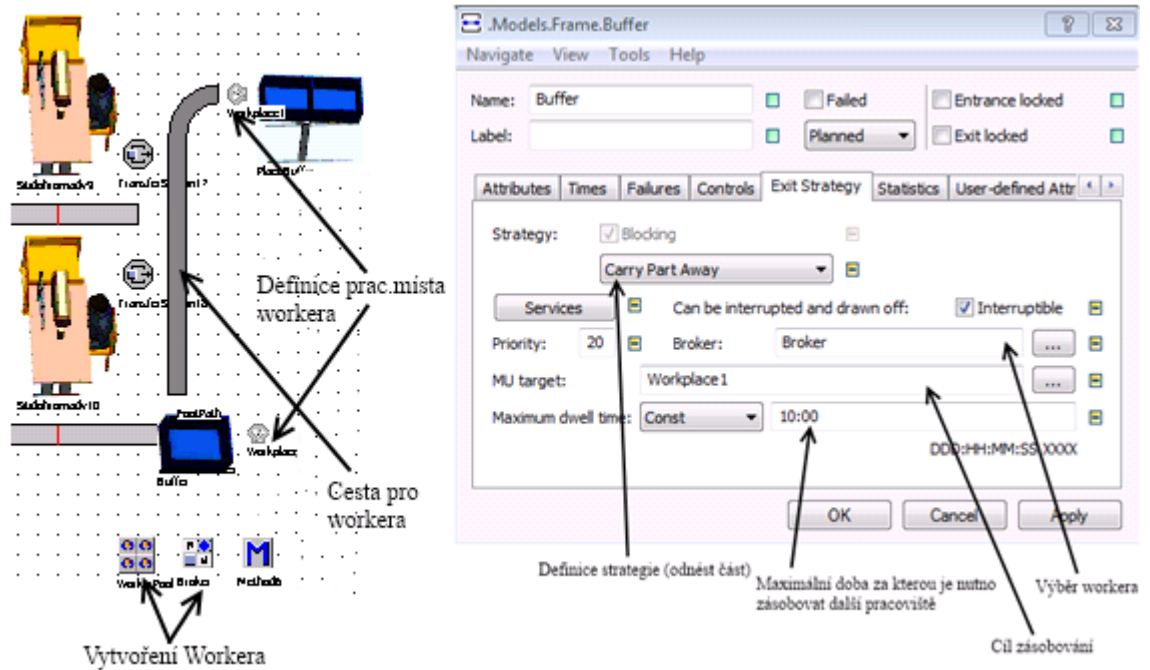 Workplace1
PlaceBuff
Definice prac.místa
workera
FootPath
Workplace
Buffer
Cesta pro
workera
WorkerPool
Broker
Vytvoření Workera
.Models.Frame.Buffer
Navigate View Tools Help
Name: Buffer Failed Entrance locked
Label: Planned Exit locked
Attributes Times Failures Controls Exit Strategy Statistics User-defined Attr
Strategy: Blocking
Carry Part Away
Services Can be interrupted and drawn off: Interruptible
Priority: 20 Broker: Broker ...
MU target: Workplace1 ...
Maximum dwell time: Const 10:00
DDD:HH:MM:SS.XXXX
OK Cancel Apply
Definice strategie (odnést část)
Maximální doba za kterou je nutno
zásobovat další pracoviště
Výběr workera
Cíl zásobování